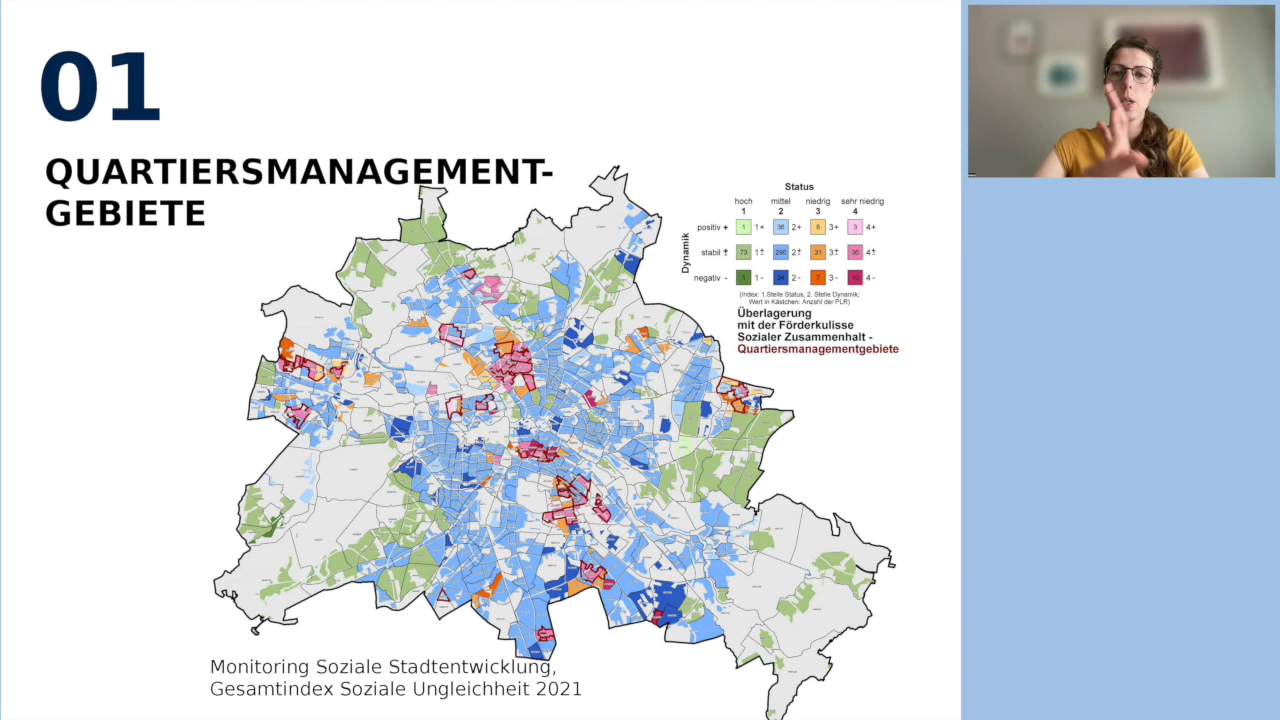 01
QUARTIERSMANAGEMENT-
GEBIETE
Status
hoch mittel niedrig sehr niedrig
1 2 3 4
Dynamik
positiv + 1 1+ 36 2+ 8 3+ 3 4+
stabil ± 73 1± 296 2± 31 3± 36 4±
negativ - 1- 2- 7 3- 4-
(Index: 1.Stelle Status, 2. Stelle Dynamik;
Wert in Kästchen: Anzahl der PLR)
Überlagerung
mit der Förderkulisse
Sozialer Zusammenhalt -
Quartiersmanagementgebiete
Monitoring Soziale Stadtentwicklung,
Gesamtindex Soziale Ungleichheit 2021